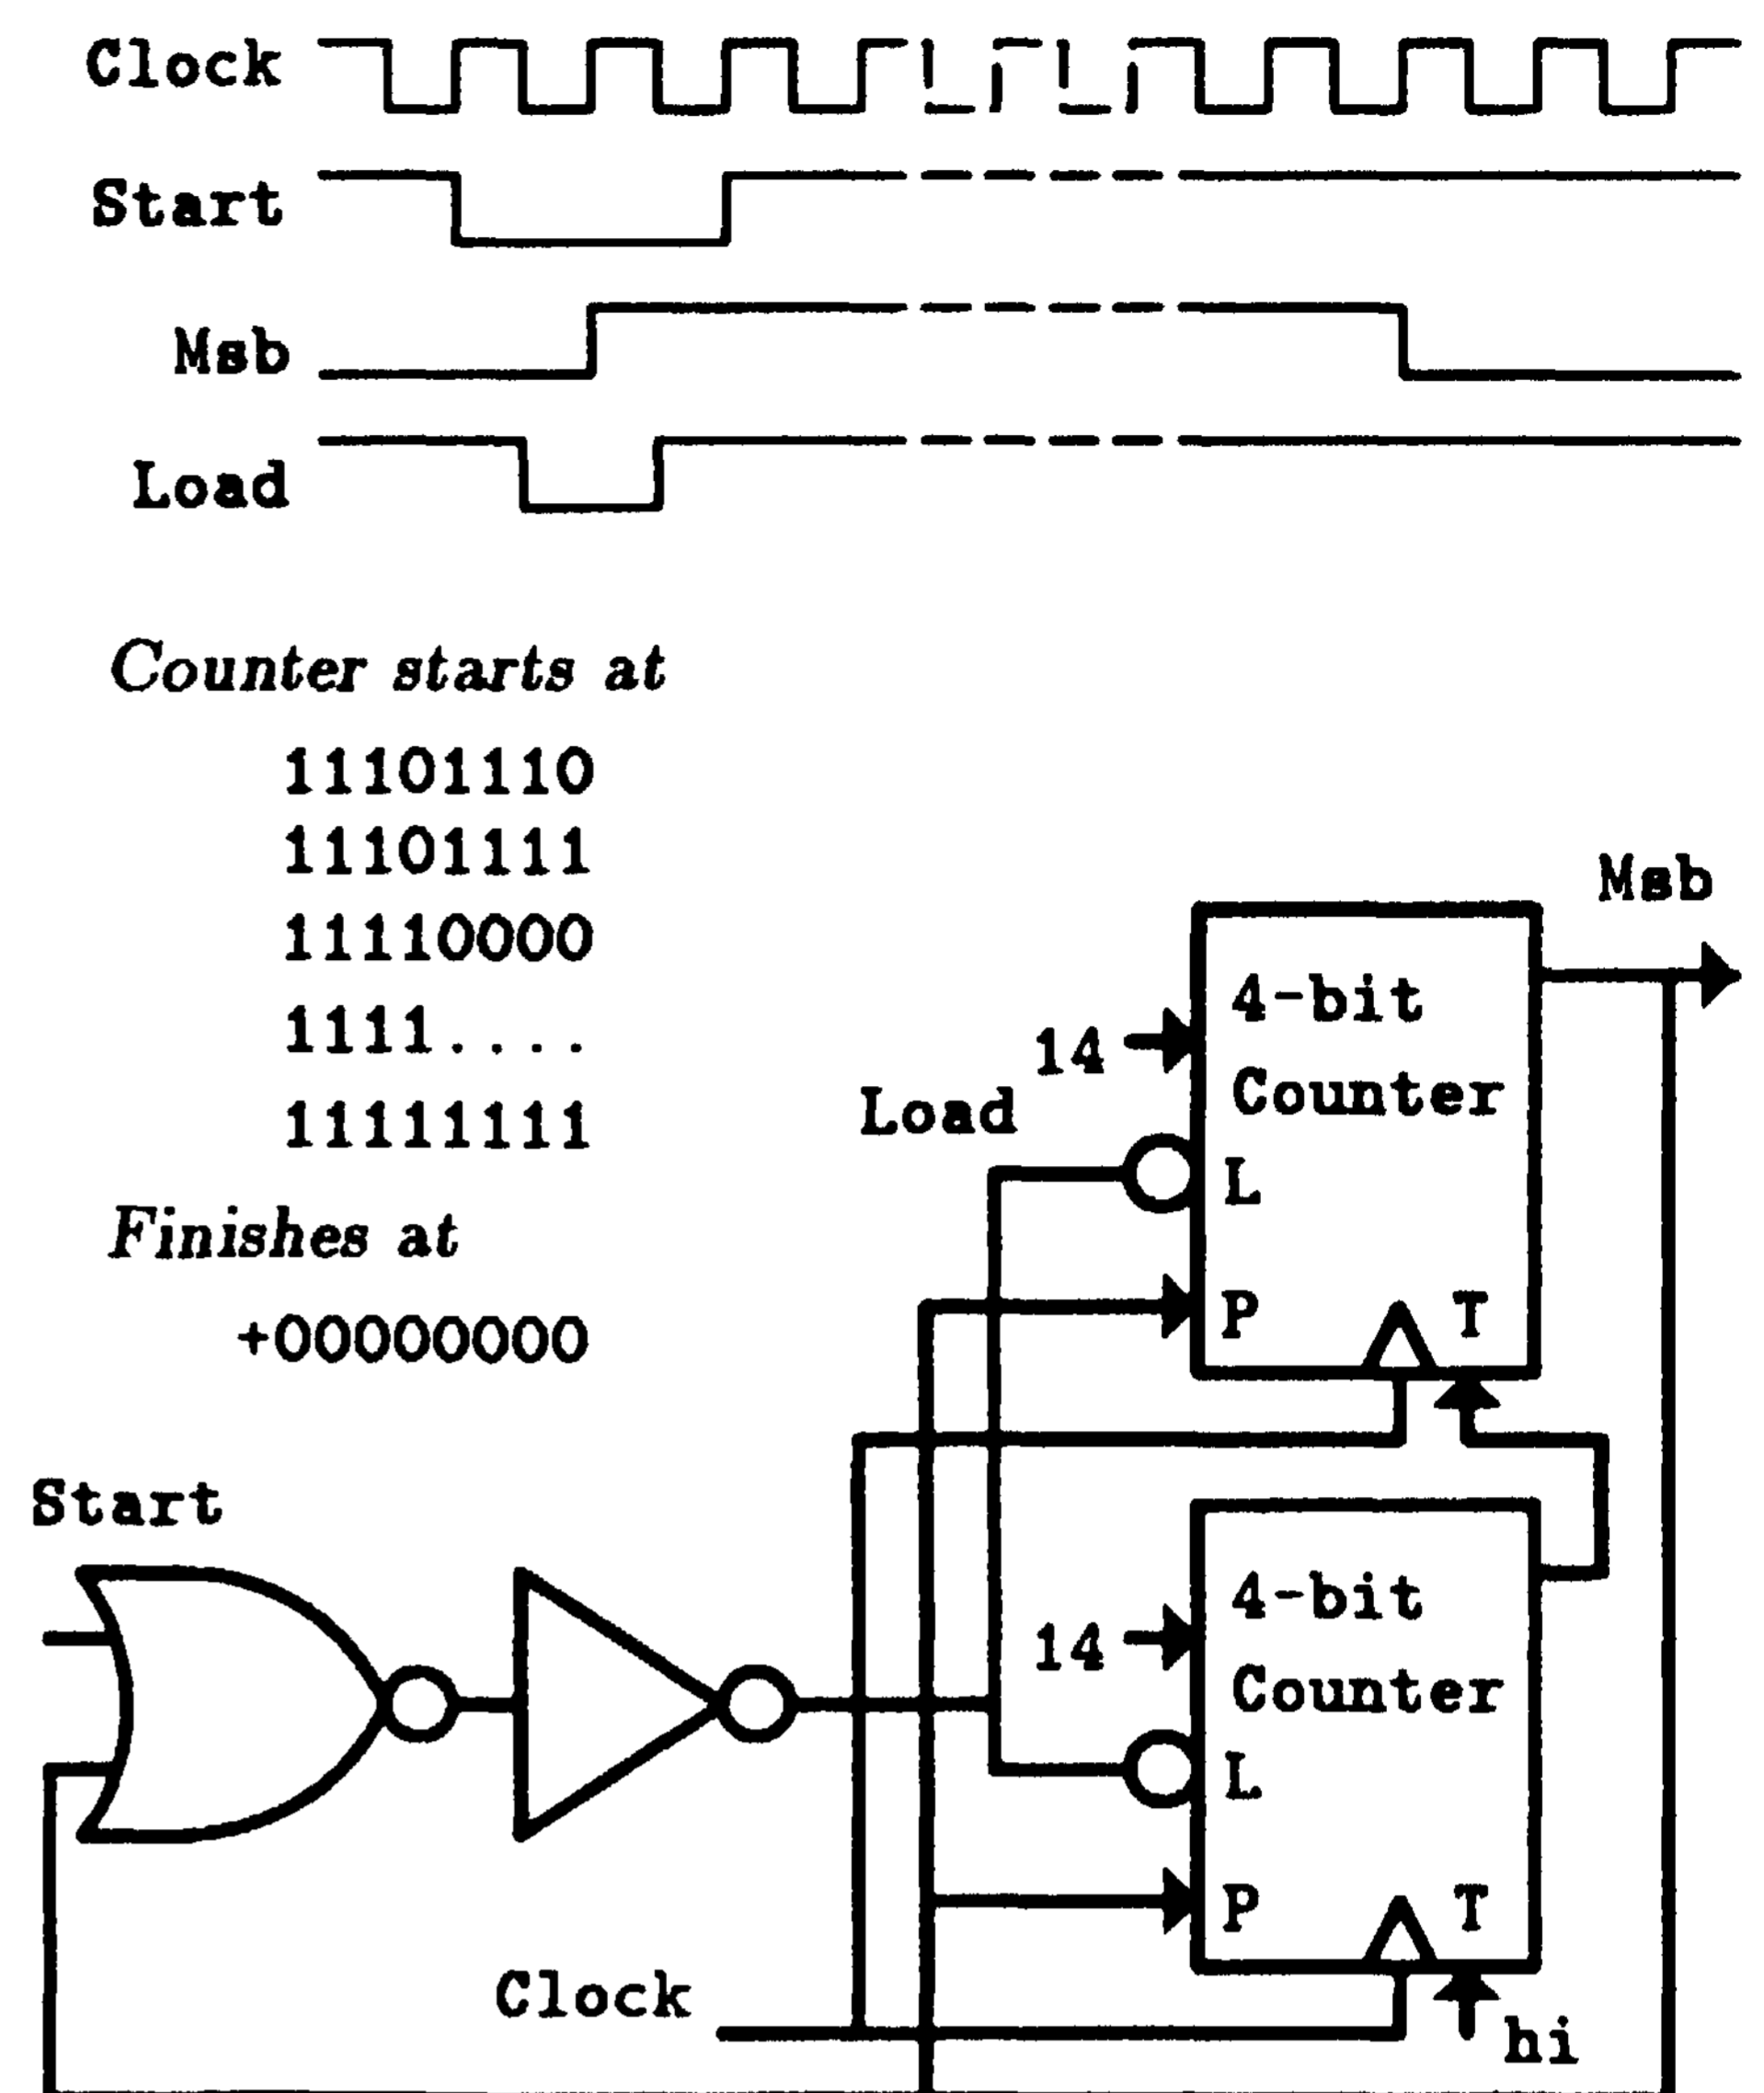 Clock
Start
Msb
Load
Counter starts at
11101110
11101111
11110000
1111....
11111111
Finishes at
+00000000
Msb
4-bit
Counter
14
Load
L
P
T
Start
4-bit
Counter
14
L
P
T
Clock
hi